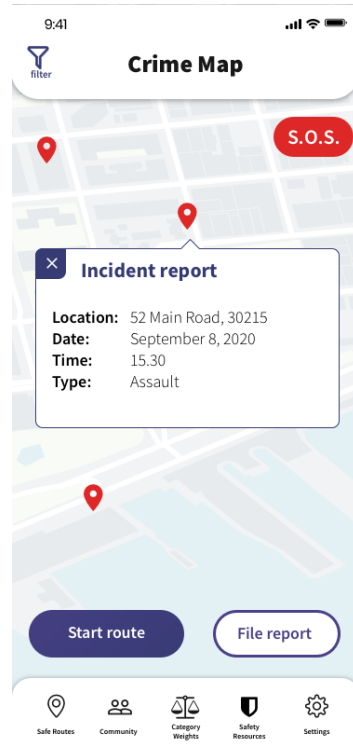 9:41
filter
Crime Map
S.O.S.
Incident report
Location: 52 Main Road, 30215
Date: September 8, 2020
Time: 15.30
Type: Assault
Start route
File report
Safe Routes
Community
Category
Weights
Safety
Resources
Settings